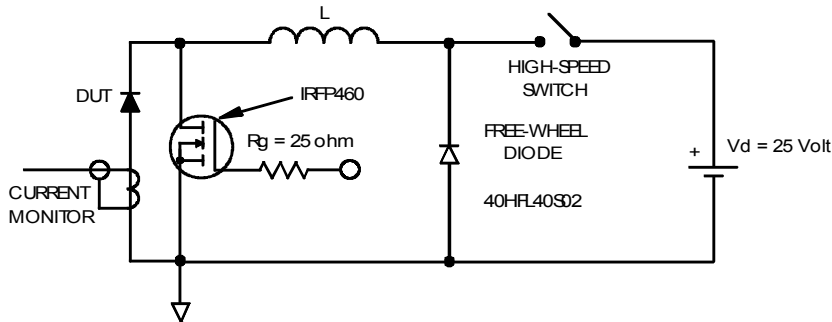 L
HIGH-SPEED
SWITCH
DUT
IRFP460
Rg = 25 ohm
FREE-WHEEL
DIODE
40HFL40S02
+
Vd = 25 Volt
CURRENT
MONITOR